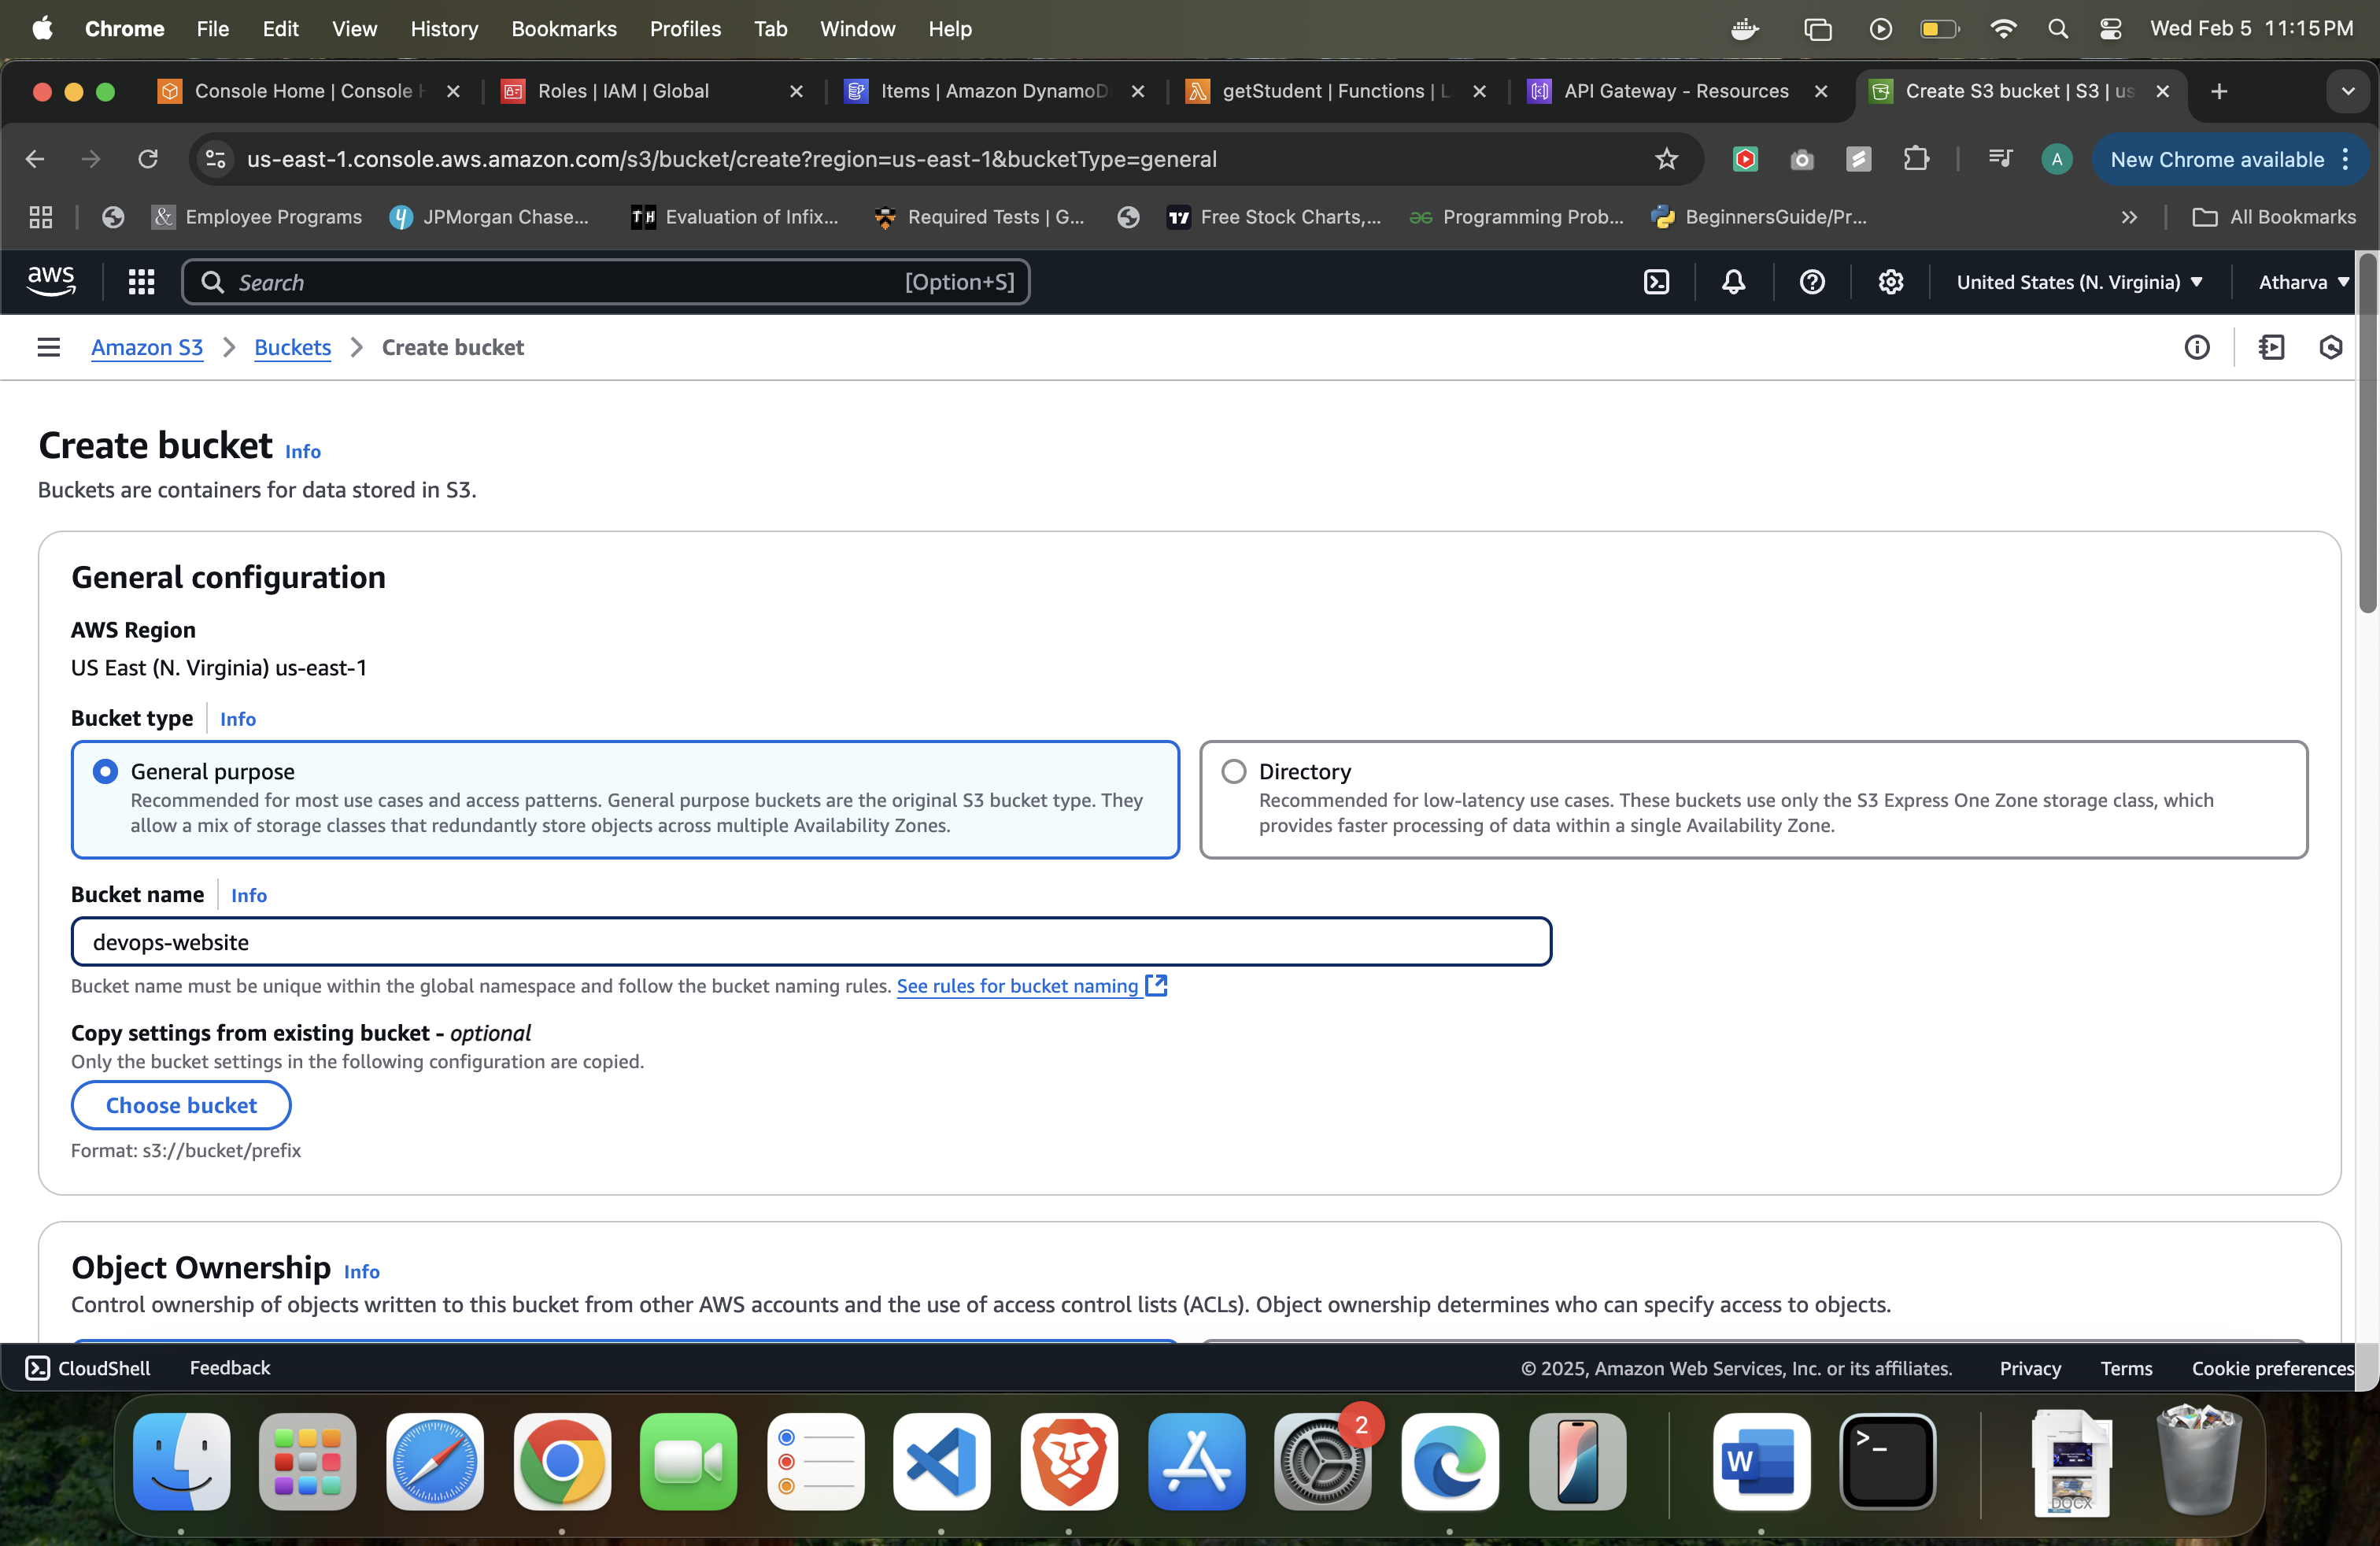 Chrome File Edit View History Bookmarks Profiles Tab Window Help Wed Feb 5 11:15 PM
Console Home | Console H Roles | IAM | Global Items | Amazon DynamoD getStudent | Functions | L API Gateway - Resources Create S3 bucket | S3 | us
us-east-1.console.aws.amazon.com/s3/bucket/create?region=us-east-1&bucketType=general A New Chrome available
& Employee Programs JPMorgan Chase... TH Evaluation of Infix... Required Tests | G... Free Stock Charts,... Programming Prob... BeginnersGuide/Pr... All Bookmarks
aws Search [Option+S] United States (N. Virginia) Atharva
Amazon S3 Buckets Create bucket
Create bucket Info
Buckets are containers for data stored in S3.
General configuration
AWS Region
US East (N. Virginia) us-east-1
Bucket type Info
General purpose
Recommended for most use cases and access patterns. General purpose buckets are the original S3 bucket type. They
allow a mix of storage classes that redundantly store objects across multiple Availability Zones.
Directory
Recommended for low-latency use cases. These buckets use only the S3 Express One Zone storage class, which
provides faster processing of data within a single Availability Zone.
Bucket name Info
devops-website
Bucket name must be unique within the global namespace and follow the bucket naming rules. See rules for bucket naming
Copy settings from existing bucket - optional
Only the bucket settings in the following configuration are copied.
Choose bucket
Format: s3://bucket/prefix
Object Ownership Info
Control ownership of objects written to this bucket from other AWS accounts and the use of access control lists (ACLs). Object ownership determines who can specify access to objects.
CloudShell Feedback © 2025, Amazon Web Services, Inc. or its affiliates. Privacy Terms Cookie preferences
2
W
>_
DOCX